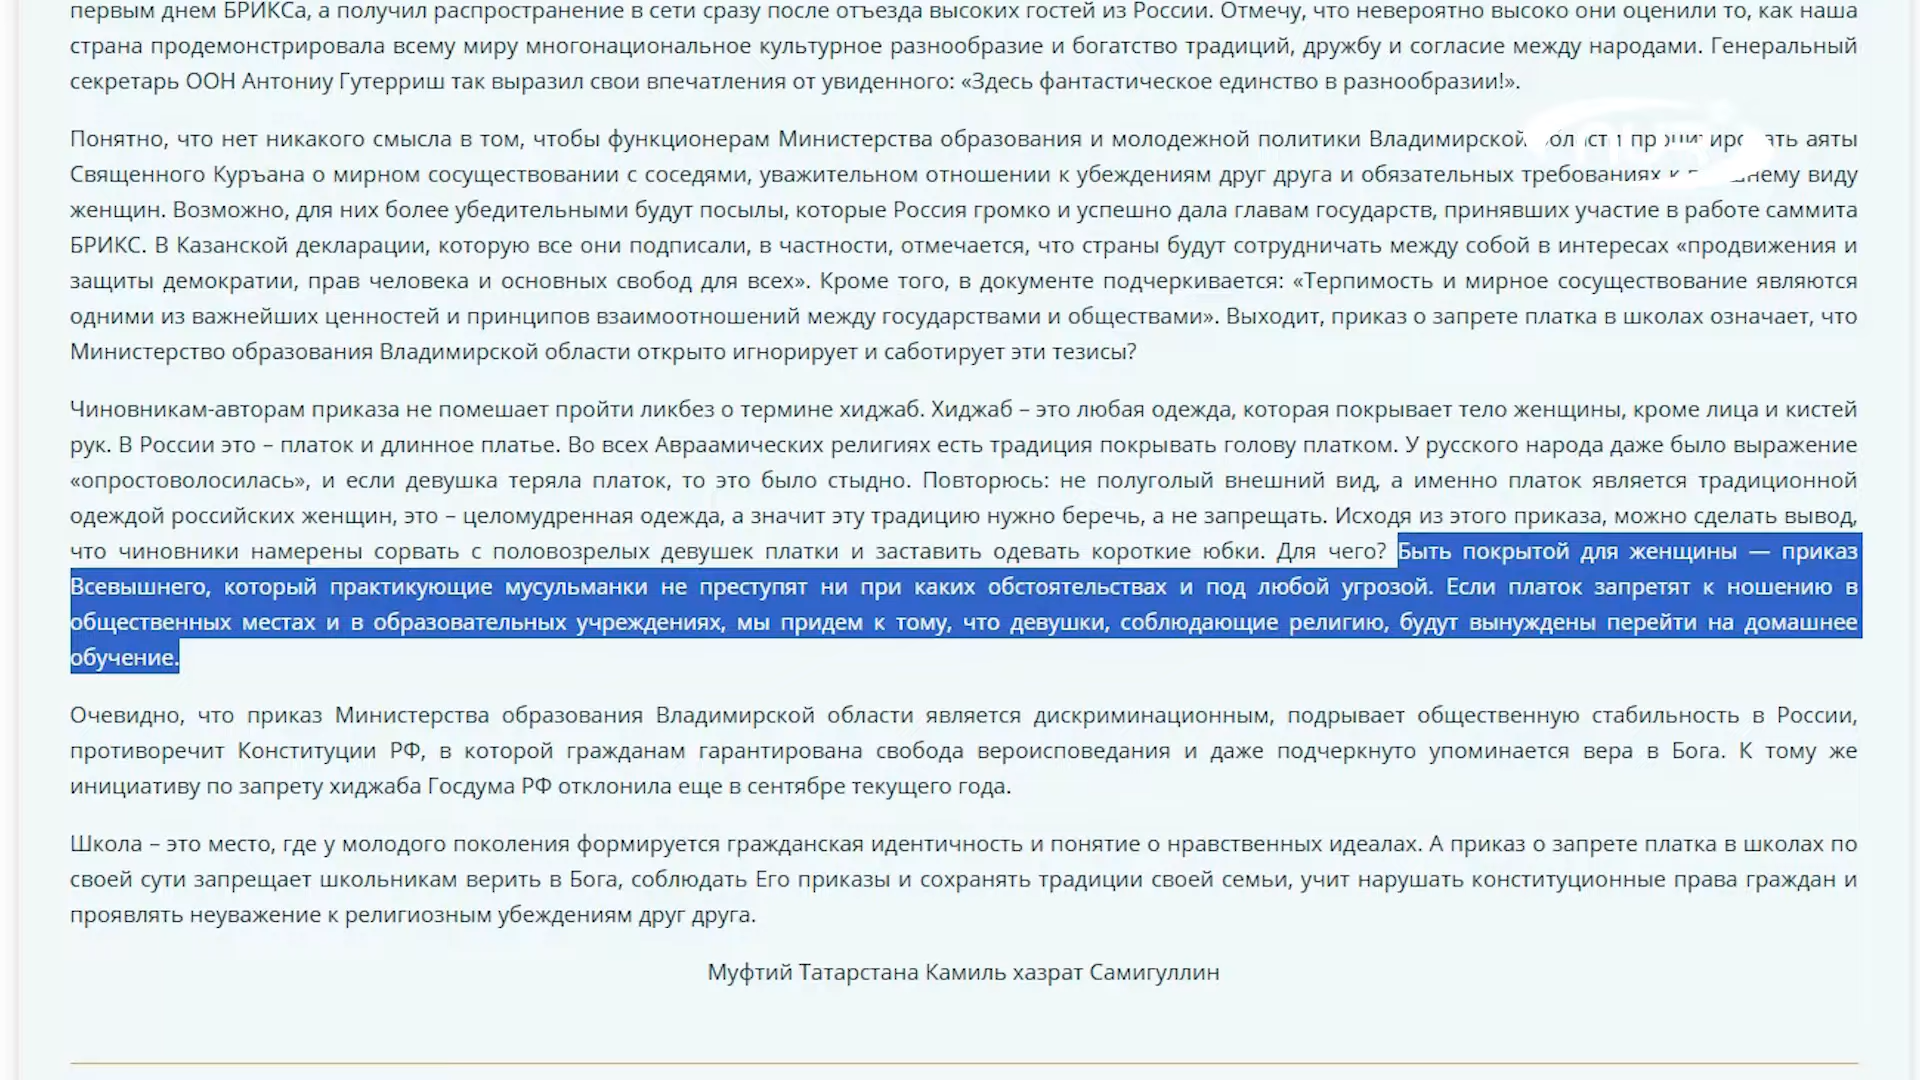 первым днем БРИКСа, а получил распространение в сети сразу после отъезда высоких гостей из России. Отмечу, что невероятно высоко они оценили то, как наша
страна продемонстрировала всему миру многонациональное культурное разнообразие и богатство традиций, дружбу и согласие между народами. Генеральный
секретарь ООН Антониу Гутерриш так выразил свои впечатления от увиденного: «Здесь фантастическое единство в разнообразии!».
Понятно, что нет никакого смысла в том, чтобы функционерам Министерства образования и молодежной политики Владимирской области процитировать аяты
Священного Куръана о мирном сосуществовании с соседями, уважительном отношении к убеждениям друг друга и обязательных требованиях к виду
женщин. Возможно, для них более убедительными будут посылы, которые Россия громко и успешно дала главам государств, принявших участие в работе саммита
БРИКС. В Казанской декларации, которую все они подписали, в частности, отмечается, что страны будут сотрудничать между собой в интересах «продвижения и
защиты демократии, прав человека и основных свобод для всех». Кроме того, в документе подчеркивается: «Терпимость и мирное сосуществование являются
одними из важнейших ценностей и принципов взаимоотношений между государствами и обществами». Выходит, приказ о запрете платка в школах означает, что
Министерство образования Владимирской области открыто игнорирует и саботирует эти тезисы?
Чиновникам-авторам приказа не помешает пройти ликбез о термине хиджаб. Хиджаб – это любая одежда, которая покрывает тело женщины, кроме лица и кистей
рук. В России это – платок и длинное платье. Во всех Авраамических религиях есть традиция покрывать голову платком. У русского народа даже было выражение
«опростоволосилась», и если девушка теряла платок, то это было стыдно. Повторюсь: не полуголый внешний вид, а именно платок является традиционной
одеждой российских женщин, это – целомудренная одежда, а значит эту традицию нужно беречь, а не запрещать. Исходя из этого приказа, можно сделать вывод,
что чиновники намерены сорвать с половозрелых девушек платки и заставить одевать короткие юбки. Для чего? Быть покрытой для женщины — приказ
Всевышнего, который практикующие мусульманки не преступят ни при каких обстоятельствах и под любой угрозой. Если платок запретят к ношению в
общественных местах и в образовательных учреждениях, мы придем к тому, что девушки, соблюдающие религию, будут вынуждены перейти на домашнее
обучение.
Очевидно, что приказ Министерства образования Владимирской области является дискриминационным, подрывает общественную стабильность в России,
противоречит Конституции РФ, в которой гражданам гарантирована свобода вероисповедания и даже подчеркнуто упоминается вера в Бога. К тому же
инициативу по запрету хиджаба Госдума РФ отклонила еще в сентябре текущего года.
Школа – это место, где у молодого поколения формируется гражданская идентичность и понятие о нравственных идеалах. А приказ о запрете платка в школах по
своей сути запрещает школьникам верить в Бога, соблюдать Его приказы и сохранять традиции своей семьи, учит нарушать конституционные права граждан и
проявлять неуважение к религиозным убеждениям друг друга.
Муфтий Татарстана Камиль хазрат Самигуллин